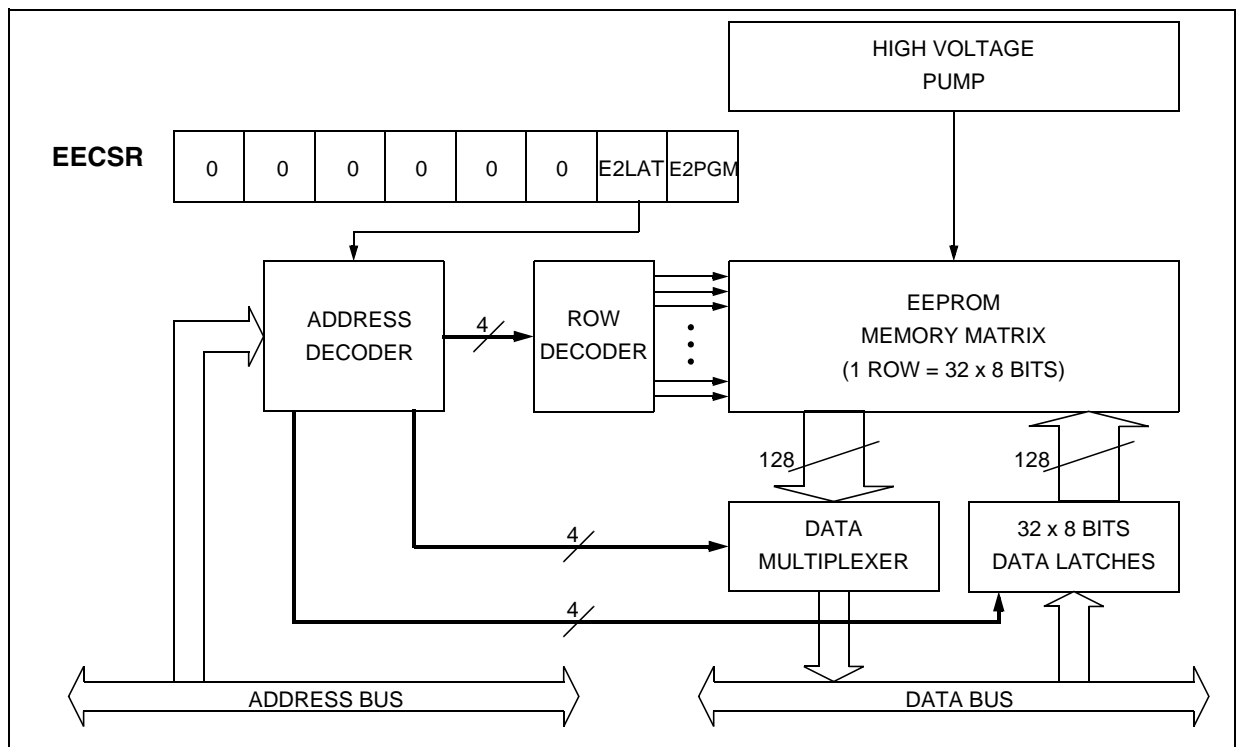 HIGH VOLTAGE
PUMP
EECSR
0 0 0 0 0 0 E2LAT E2PGM
ADDRESS
DECODER
4
ROW
DECODER
EEPROM
MEMORY MATRIX
(1 ROW = 32 x 8 BITS)
128
128
4
DATA
MULTIPLEXER
32 x 8 BITS
DATA LATCHES
4
ADDRESS BUS
DATA BUS